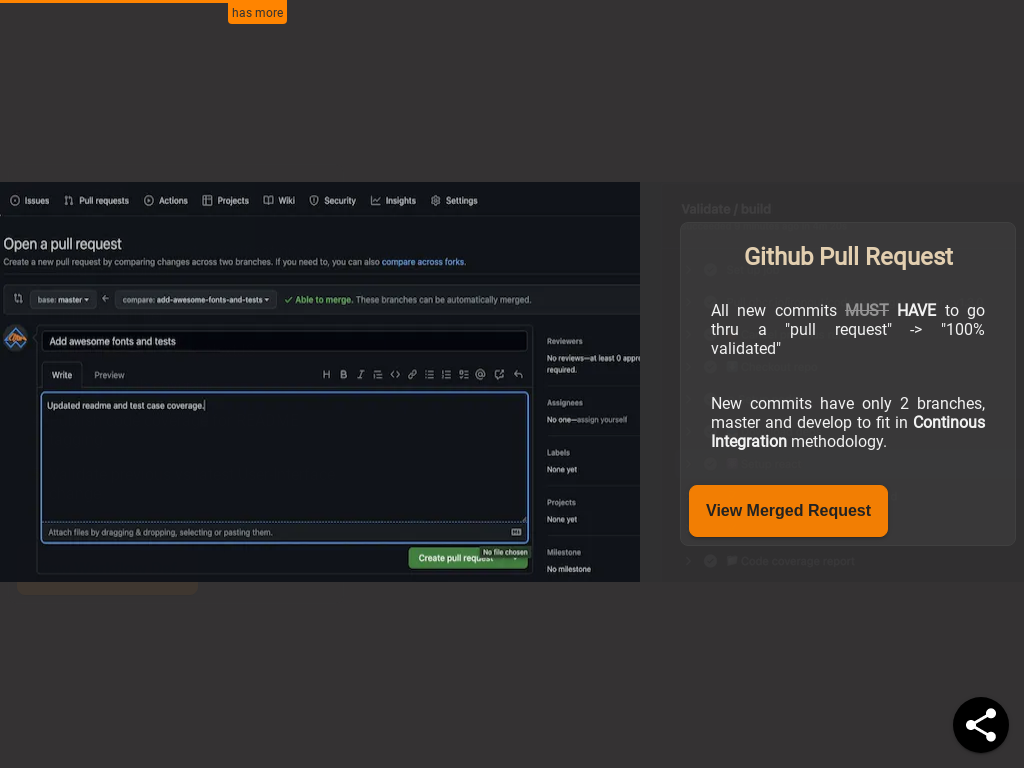 has more
Issues Pull requests Actions Projects Wiki Security Insights Settings
Open a pull request
Create a new pull request by comparing changes across two branches. If you need to, you can also compare across forks.
base: master compare: add-awesome-fonts-and-tests Able to merge. These branches can be automatically merged.
Add awesome fonts and tests
Write Preview
Updated readme and test case coverage.
Attach files by dragging & dropping, selecting or pasting them.
Create pull request
No file chosen
Reviewers
No reviews—at least 0 appro
required.
Assignees
No one—assign yourself
Labels
None yet
Projects
None yet
Milestone
No milestone
Validate / build
Github Pull Request
All new commits MUST HAVE to go
thru a "pull request" -> "100%
validated"
New commits have only 2 branches,
master and develop to fit in Continous
Integration methodology.
View Merged Request
Code coverage report